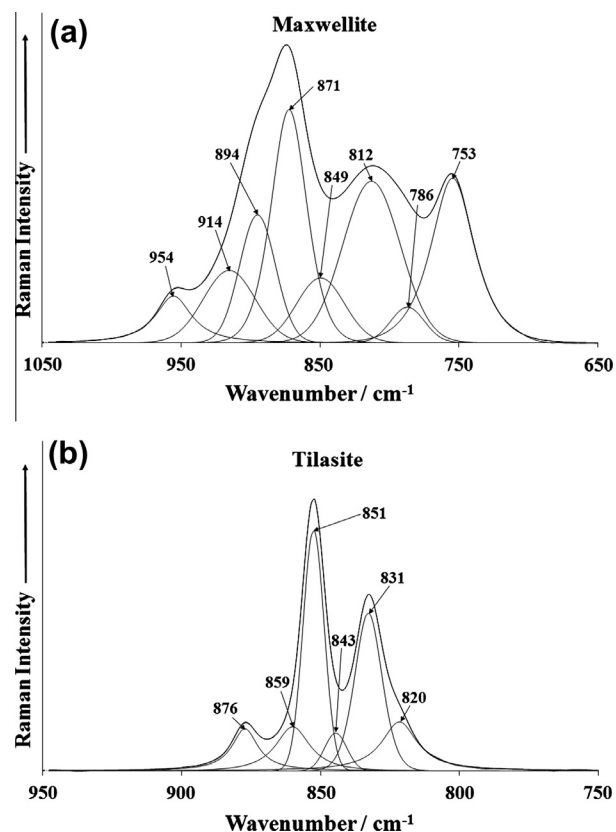 (a)
Maxwellite
Raman Intensity
871
894
849
812
753
786
914
954
1050 950 850 750 650
Wavenumber / cm-1
(b)
Tilasite
Raman Intensity
851
831
843
859
876
820
950 900 850 800 750
Wavenumber / cm-1